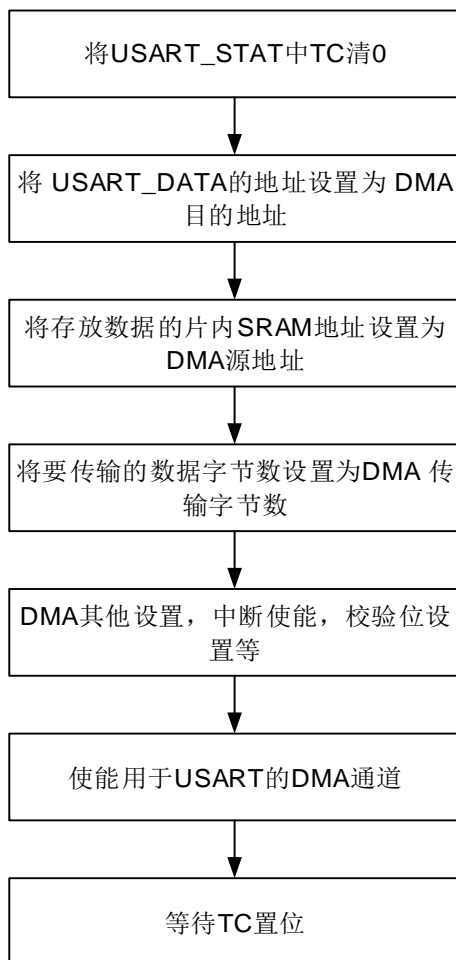 将USART_STAT中TC清0
将 USART_DATA的地址设置为 DMA
目的地址
将存放数据的片内SRAM地址设置为
DMA源地址
将要传输的数据字节数设置为DMA 传
输字节数
DMA其他设置，中断使能，校验位设
置等
使能用于USART的DMA通道
等待TC置位